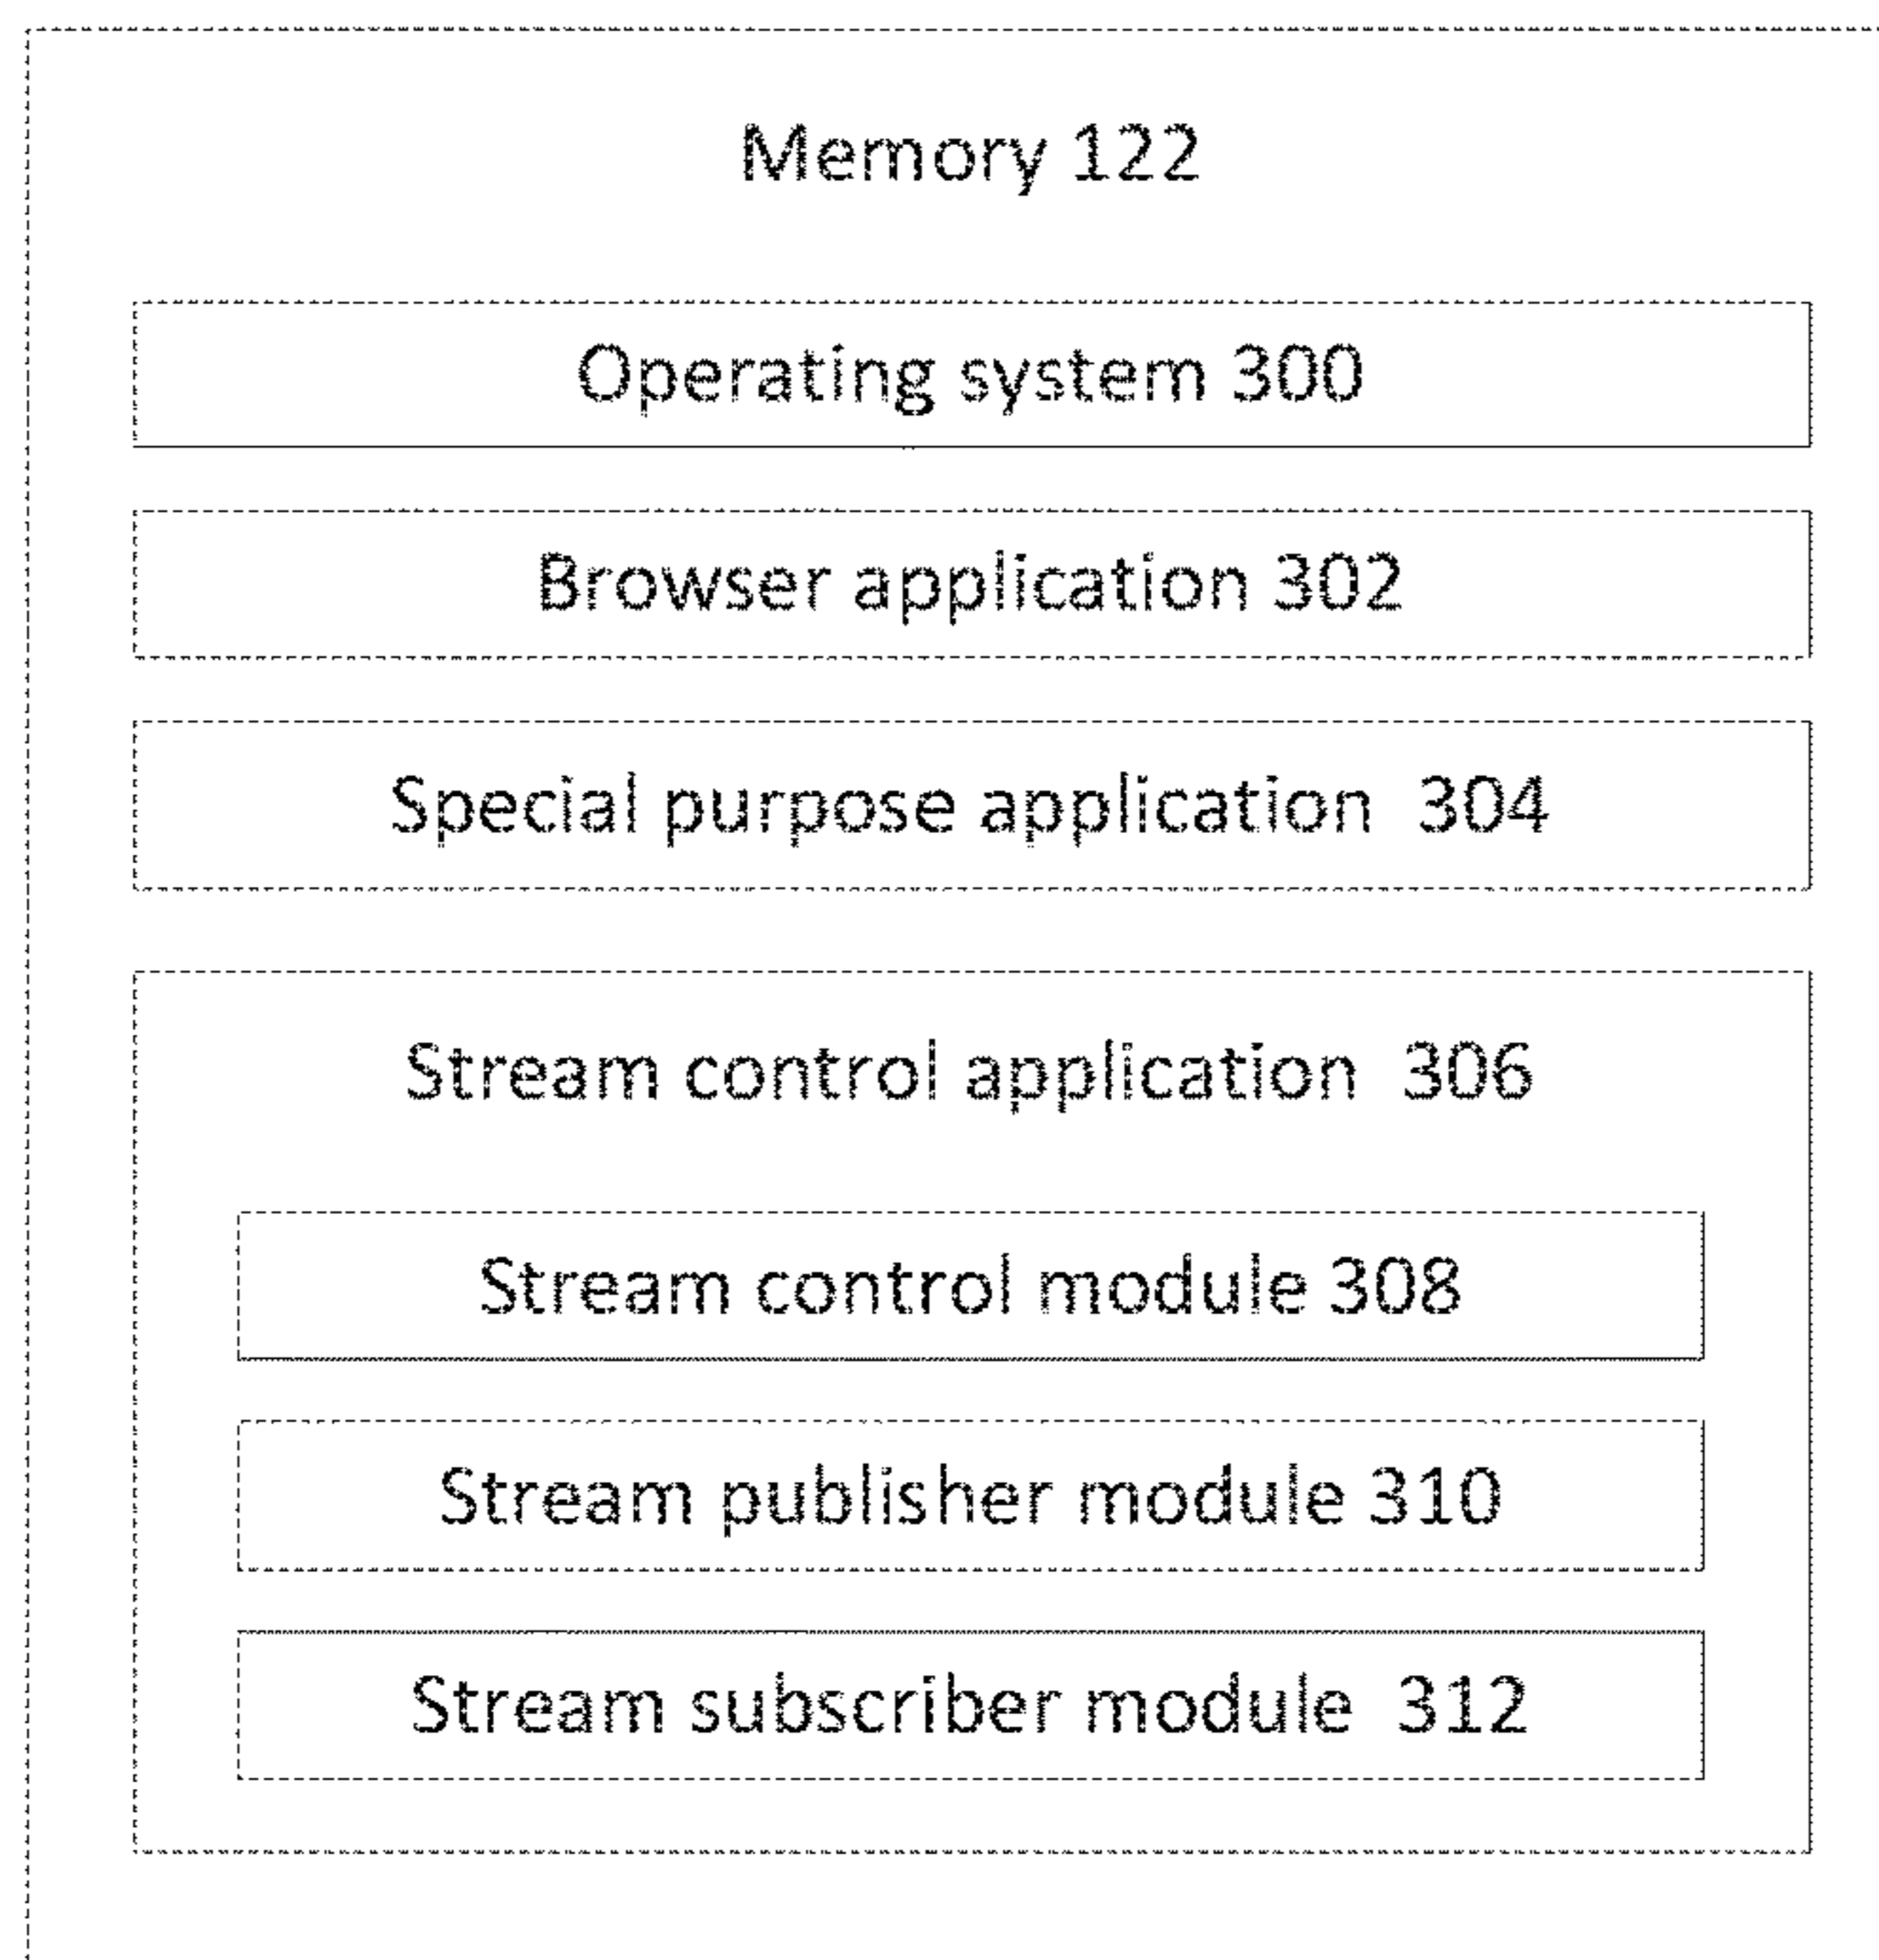 Memory 122
Operating system 300
Browser application 302
Special purpose application 304
Stream control application 306
Stream control module 308
Stream publisher module 310
Stream subscriber module 312